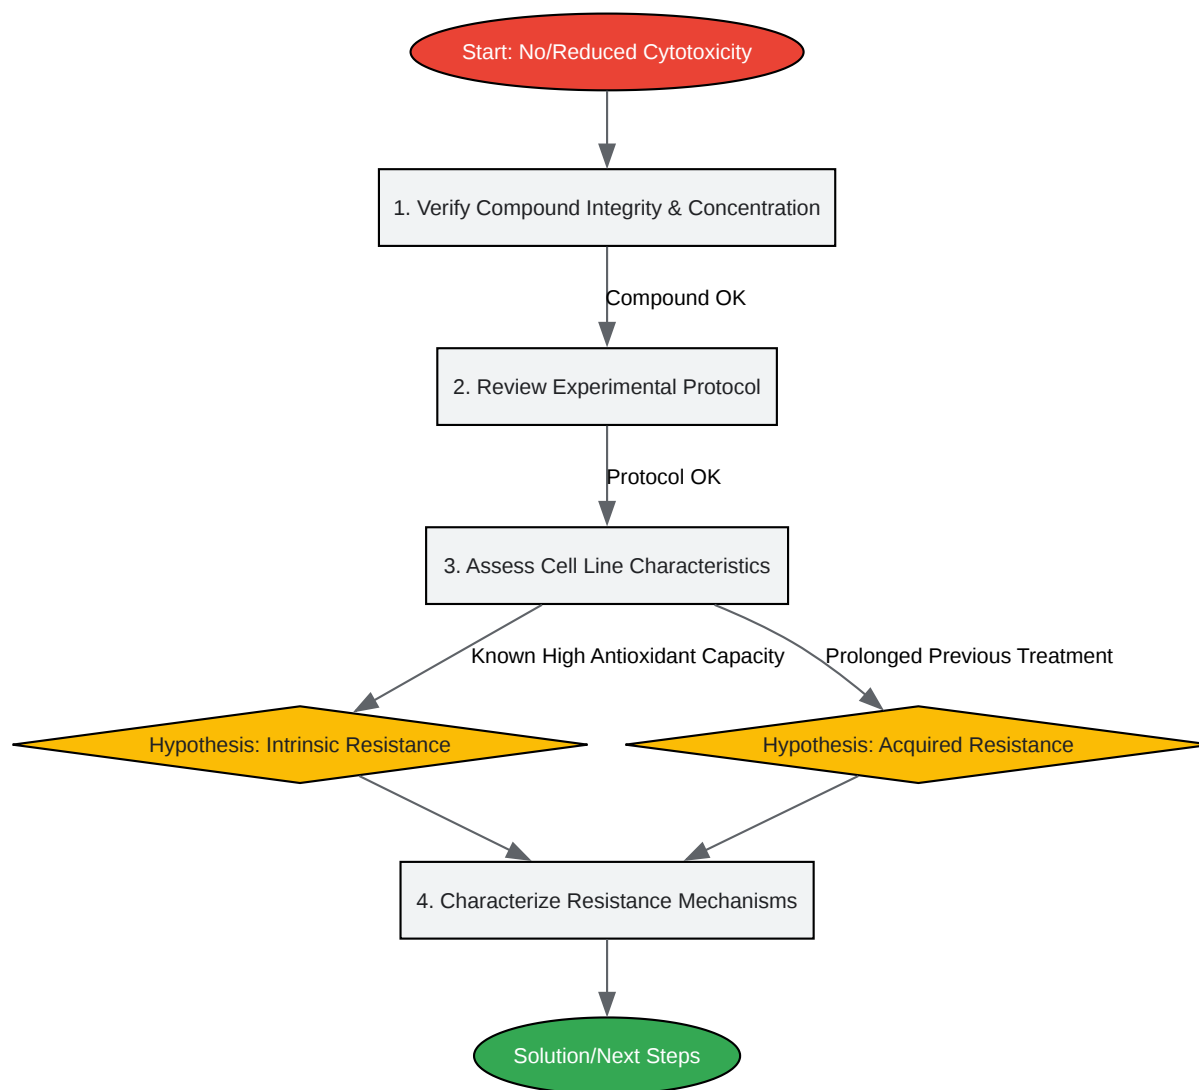 Start: No/Reduced Cytotoxicity
1. Verify Compound Integrity & Concentration
Compound OK
2. Review Experimental Protocol
Protocol OK
3. Assess Cell Line Characteristics
Known High Antioxidant Capacity
Prolonged Previous Treatment
Hypothesis: Intrinsic Resistance
Hypothesis: Acquired Resistance
4. Characterize Resistance Mechanisms
Solution/Next Steps